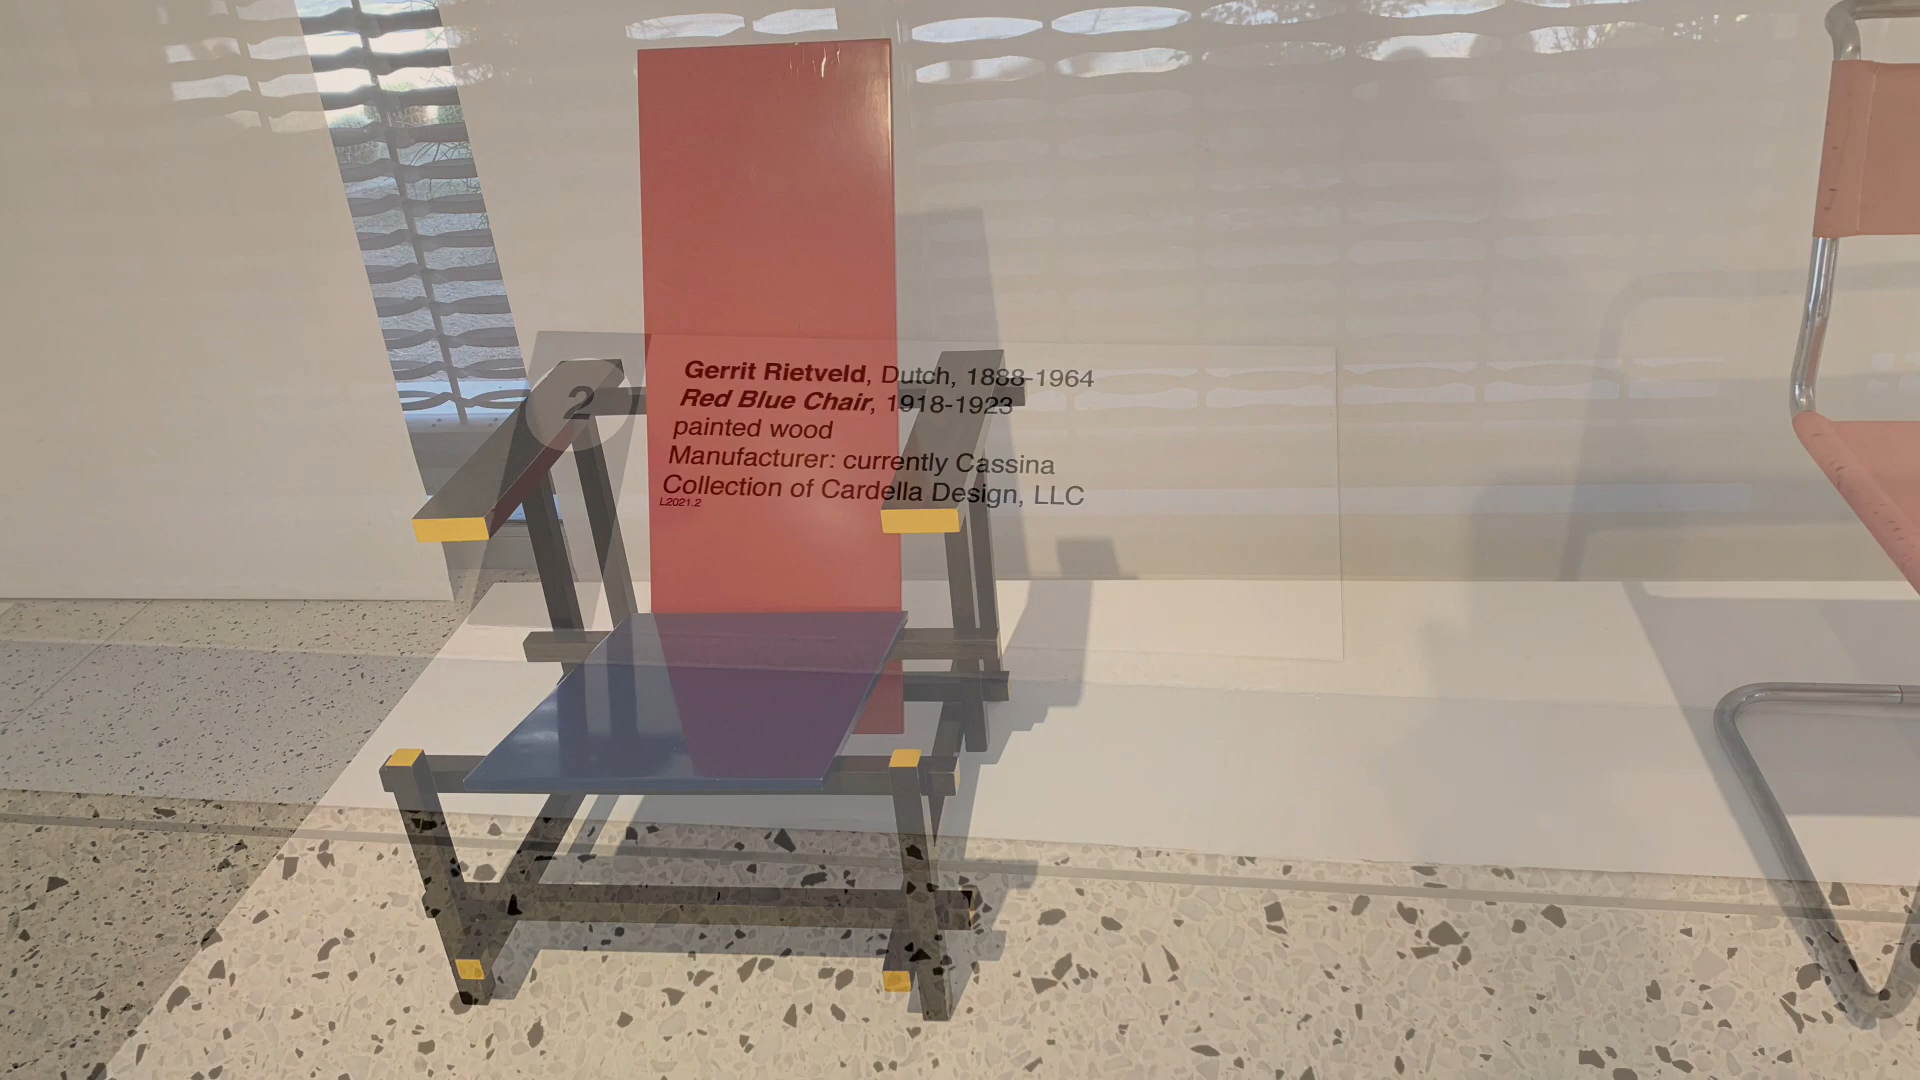 2
Gerrit Rietveld, Dutch, 1888-1964
Red Blue Chair, 1918-1923
painted wood
Manufacturer: currently Cassina
Collection of Cardella Design, LLC
L2021.2